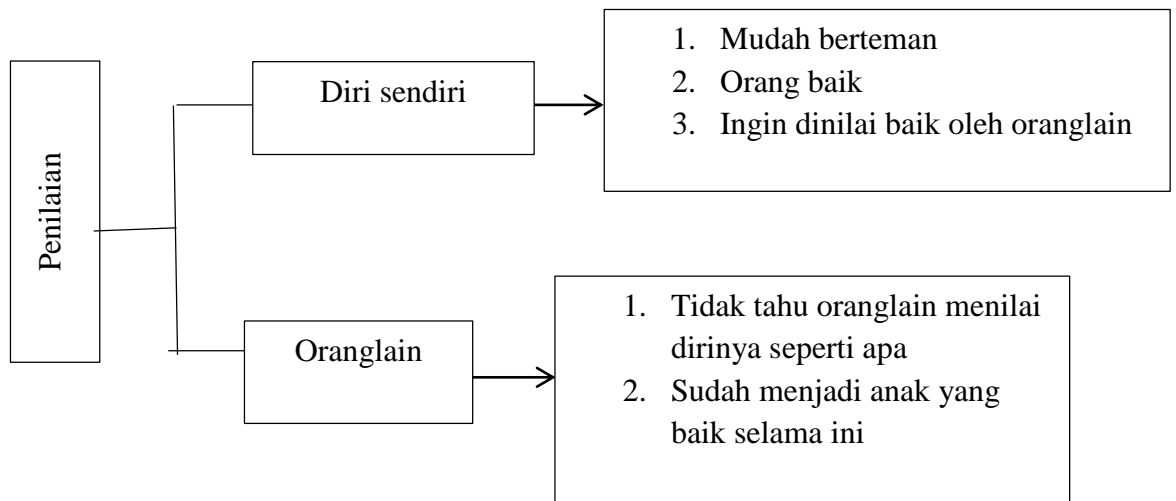 Penilaian
Diri sendiri
1. Mudah berteman
2. Orang baik
3. Ingin dinilai baik oleh oranglain
Oranglain
1. Tidak tahu oranglain menilai
dirinya seperti apa
2. Sudah menjadi anak yang
baik selama ini